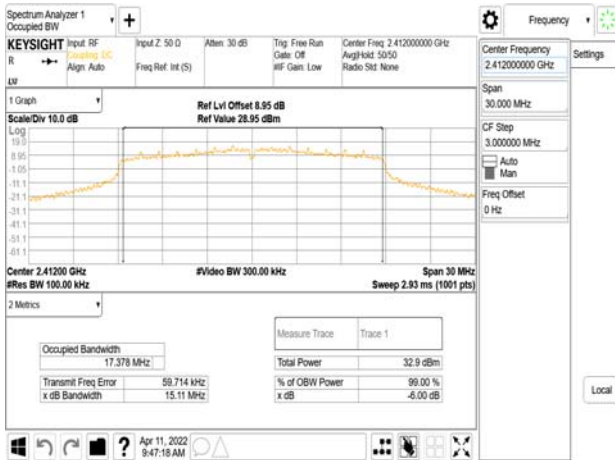 Spectrum Analyzer 1
Occupied BW
+
Frequency
KEYSIGHT
Input: RF
Coupling: DC
Align: Auto
R
LVI
Input Z: 50 Ω
Freq Ref: Int (S)
Atten: 30 dB
Trig: Free Run
Gate: Off
#IF Gain: Low
Center Freq: 2.412000000 GHz
Avg|Hold: 50/50
Radio Std: None
Center Frequency
2.412000000 GHz
Settings
Span
30.000 MHz
CF Step
3.000000 MHz
Auto
Man
Freq Offset
0 Hz
Local
1 Graph
Scale/Div 10.0 dB
Ref Lvl Offset 8.95 dB
Ref Value 28.95 dBm
Log
19.0
8.95
-1.05
-11.1
-21.1
-31.1
-41.1
-51.1
-61.1
Center 2.41200 GHz
#Res BW 100.00 kHz
#Video BW 300.00 kHz
Span 30 MHz
Sweep 2.93 ms (1001 pts)
2 Metrics
Measure Trace Trace 1
Occupied Bandwidth
17.378 MHz
Total Power 32.9 dBm
Transmit Freq Error 59.714 kHz
% of OBW Power 99.00 %
x dB Bandwidth 15.11 MHz
x dB -6.00 dB
?
Apr 11, 2022
9:47:18 AM